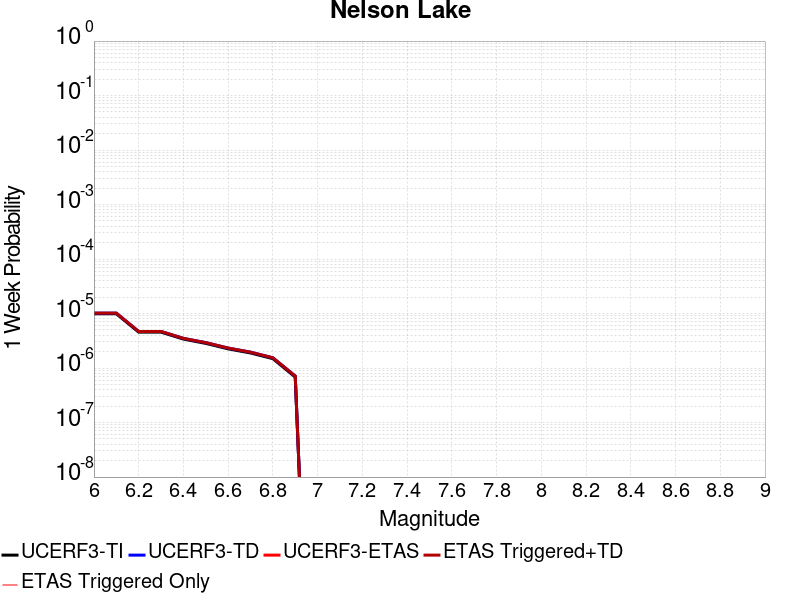 Nelson Lake
10^0
10^-1
10^-2
10^-3
10^-4
10^-5
10^-6
10^-7
10^-8
1 Week Probability
6 6.2 6.4 6.6 6.8 7 7.2 7.4 7.6 7.8 8 8.2 8.4 8.6 8.8 9
Magnitude
UCERF3-TI UCERF3-TD UCERF3-ETAS ETAS Triggered+TD
ETAS Triggered Only